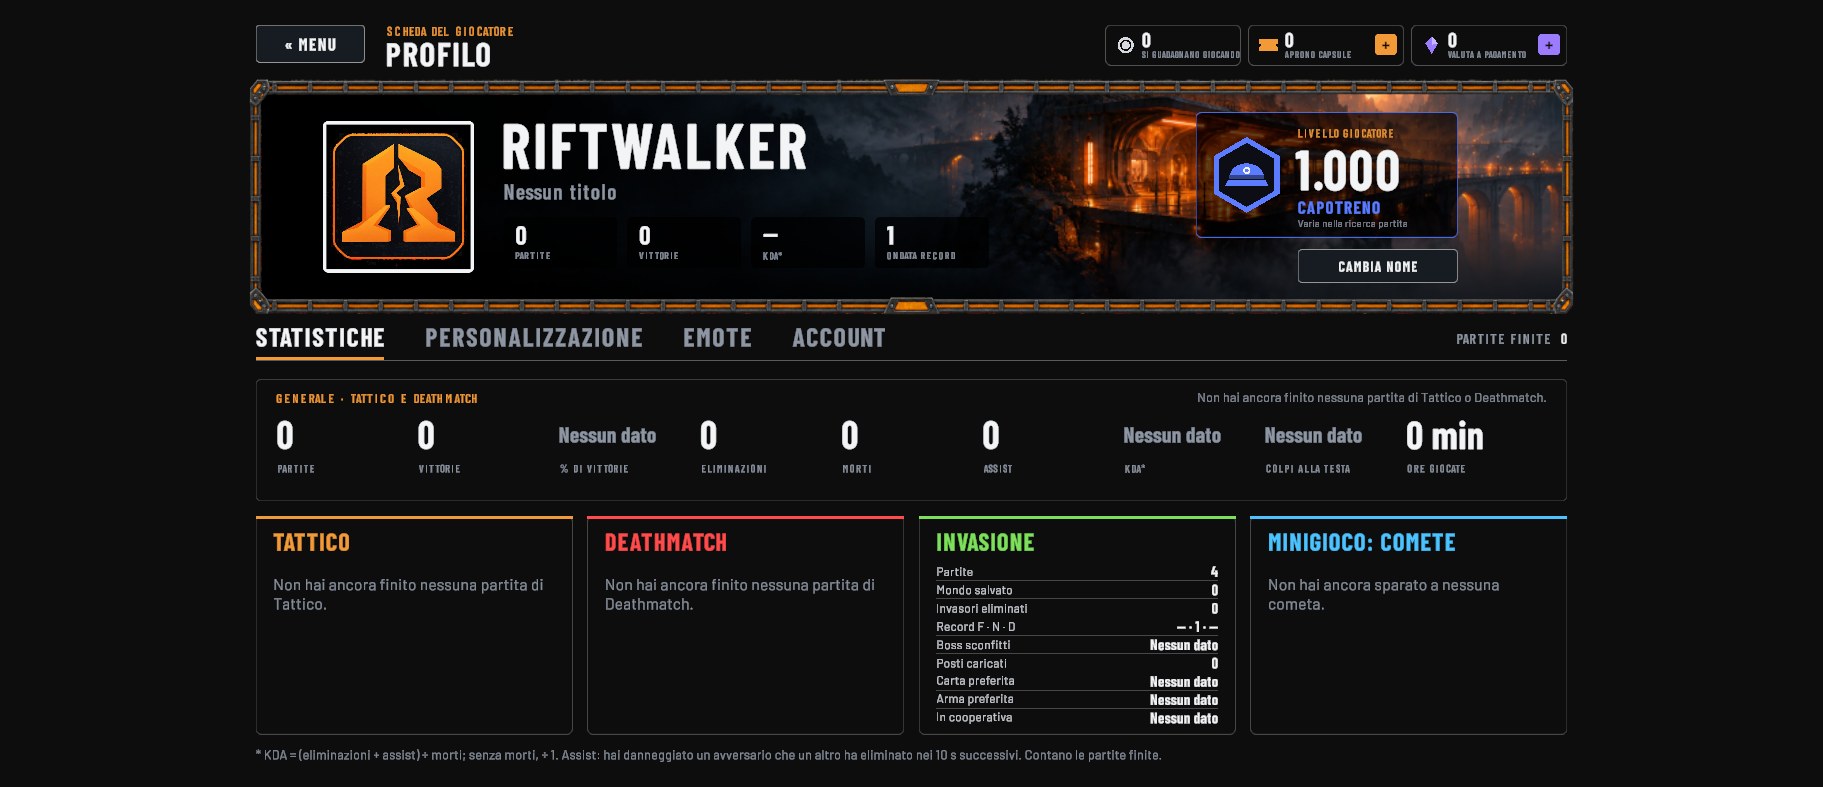 « MENU
SCHEDA DEL GIOCATORE
PROFILO
0
SI GUADAGNANO GIOCANDO
0
APRONO CAPSULE
+
0
VALUTA A PAGAMENTO
+
RIFTWALKER
Nessun titolo
0
PARTITE
0
VITTORIE
—
KDA*
1
ONDATA RECORD
LIVELLO GIOCATORE
1.000
CAPOTRENO
Varia nella ricerca partita
CAMBIA NOME
STATISTICHE
PERSONALIZZAZIONE
EMOTE
ACCOUNT
PARTITE FINITE 0
GENERALE · TATTICO E DEATHMATCH
Non hai ancora finito nessuna partita di Tattico o Deathmatch.
0
PARTITE
0
VITTORIE
Nessun dato
% DI VITTORIE
0
ELIMINAZIONI
0
MORTI
0
ASSIST
Nessun dato
KDA*
Nessun dato
COLPI ALLA TESTA
0 min
ORE GIOCATE
TATTICO
Non hai ancora finito nessuna partita di
Tattico.
DEATHMATCH
Non hai ancora finito nessuna partita di
Deathmatch.
INVASIONE
Partite 4
Mondo salvato 0
Invasori eliminati 0
Record F · N · D — · 1 · —
Boss sconfitti Nessun dato
Posti caricati 0
Carta preferita Nessun dato
Arma preferita Nessun dato
In cooperativa Nessun dato
MINIGIOCO: COMETE
Non hai ancora sparato a nessuna
cometa.
* KDA = (eliminazioni + assist) ÷ morti; senza morti, ÷ 1. Assist: hai danneggiato un avversario che un altro ha eliminato nei 10 s successivi. Contano le partite finite.